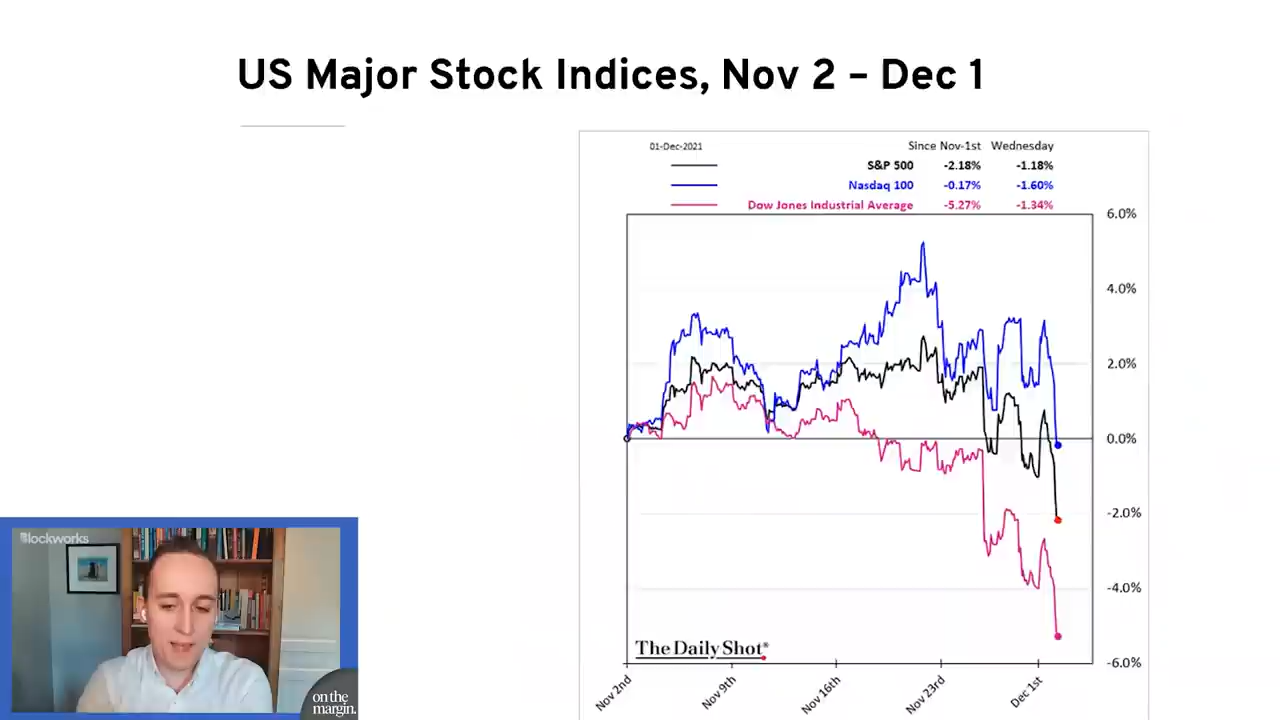 US Major Stock Indices, Nov 2 – Dec 1
01-Dec-2021 Since Nov-1st Wednesday
S&P 500 -2.18% -1.18%
Nasdaq 100 -0.17% -1.60%
Dow Jones Industrial Average -5.27% -1.34%
6.0%
4.0%
2.0%
0.0%
-2.0%
-4.0%
-6.0%
The Daily Shot®
Nov 2nd Nov 9th Nov 16th Nov 23rd Dec 1st
Blockworks
on the
margin.